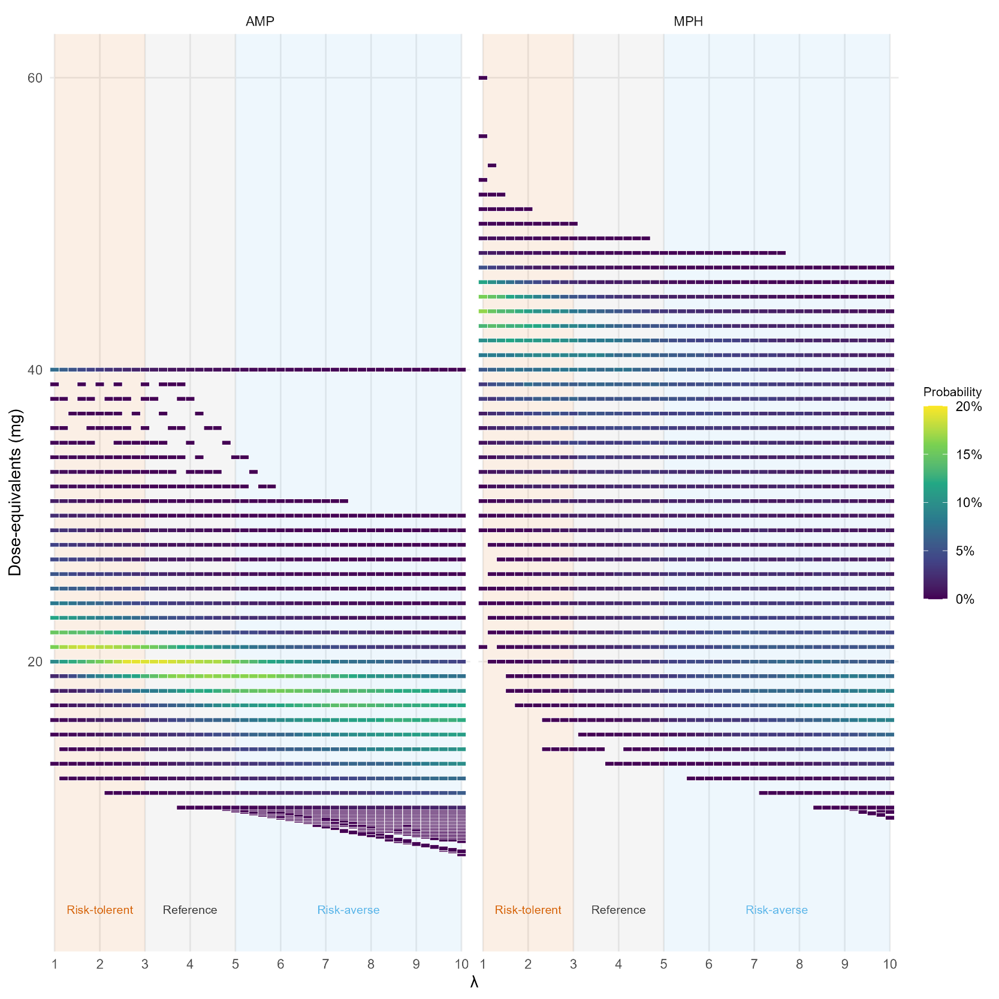 AMP MPH
60
40
20
Dose-equivalents (mg)
Probability
20%
15%
10%
5%
0%
Risk-tolerent Reference Risk-averse Risk-tolerent Reference Risk-averse
1 2 3 4 5 6 7 8 9 10 1 2 3 4 5 6 7 8 9 10
λ